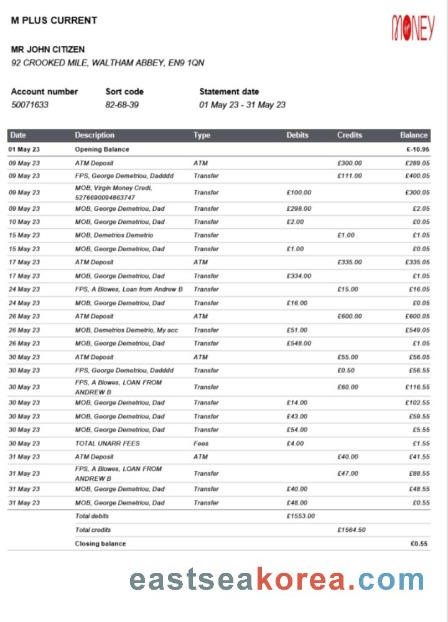 M PLUS CURRENT
MONEY
MR JOHN CITIZEN
92 CROOKED MILE, WALTHAM ABBEY, EN9 1QN
Account number Sort code Statement date
50071633 82-68-39 01 May 23 - 31 May 23
Date Description Type Debits Credits Balance
01 May 23 Opening Balance £-10.95
09 May 23 ATM Deposit ATM £300.00 £289.05
09 May 23 FPS, George Demetriou, Dadddd Transfer £111.00 £400.05
09 May 23 MOB, Virgin Money Credi, Transfer £100.00 £300.05
5276690094863747
09 May 23 MOB, George Demetriou, Dad Transfer £298.00 £2.05
10 May 23 MOB, George Demetriou, Dad Transfer £2.00 £0.05
15 May 23 MOB, Demetrios Demetrio Transfer £1.00 £1.05
15 May 23 MOB, George Demetriou, Dad Transfer £1.00 £0.05
17 May 23 ATM Deposit ATM £335.00 £335.05
17 May 23 MOB, George Demetriou, Dad Transfer £334.00 £1.05
24 May 23 FPS, A Blowes, Loan from Andrew B Transfer £15.00 £16.05
24 May 23 MOB, George Demetriou, Dad Transfer £16.00 £0.05
26 May 23 ATM Deposit ATM £600.00 £600.05
26 May 23 MOB, Demetrios Demetrio, My acc Transfer £51.00 £549.05
26 May 23 MOB, George Demetriou, Dad Transfer £548.00 £1.05
30 May 23 ATM Deposit ATM £55.00 £56.05
30 May 23 FPS, George Demetriou, Dadddd Transfer £0.50 £56.55
30 May 23 FPS, A Blowes, LOAN FROM Transfer £60.00 £116.55
ANDREW B
30 May 23 MOB, George Demetriou, Dad Transfer £14.00 £102.55
30 May 23 MOB, George Demetriou, Dad Transfer £43.00 £59.55
30 May 23 MOB, George Demetriou, Dad Transfer £54.00 £5.55
30 May 23 TOTAL UNARR FEES Fees £4.00 £1.55
31 May 23 ATM Deposit ATM £40.00 £41.55
31 May 23 FPS, A Blowes, LOAN FROM Transfer £47.00 £88.55
ANDREW B
31 May 23 MOB, George Demetriou, Dad Transfer £40.00 £48.55
31 May 23 MOB, George Demetriou, Dad Transfer £48.00 £0.55
Total debits £1553.00
Total credits £1564.50
Closing balance £0.55
eastseakorea.com